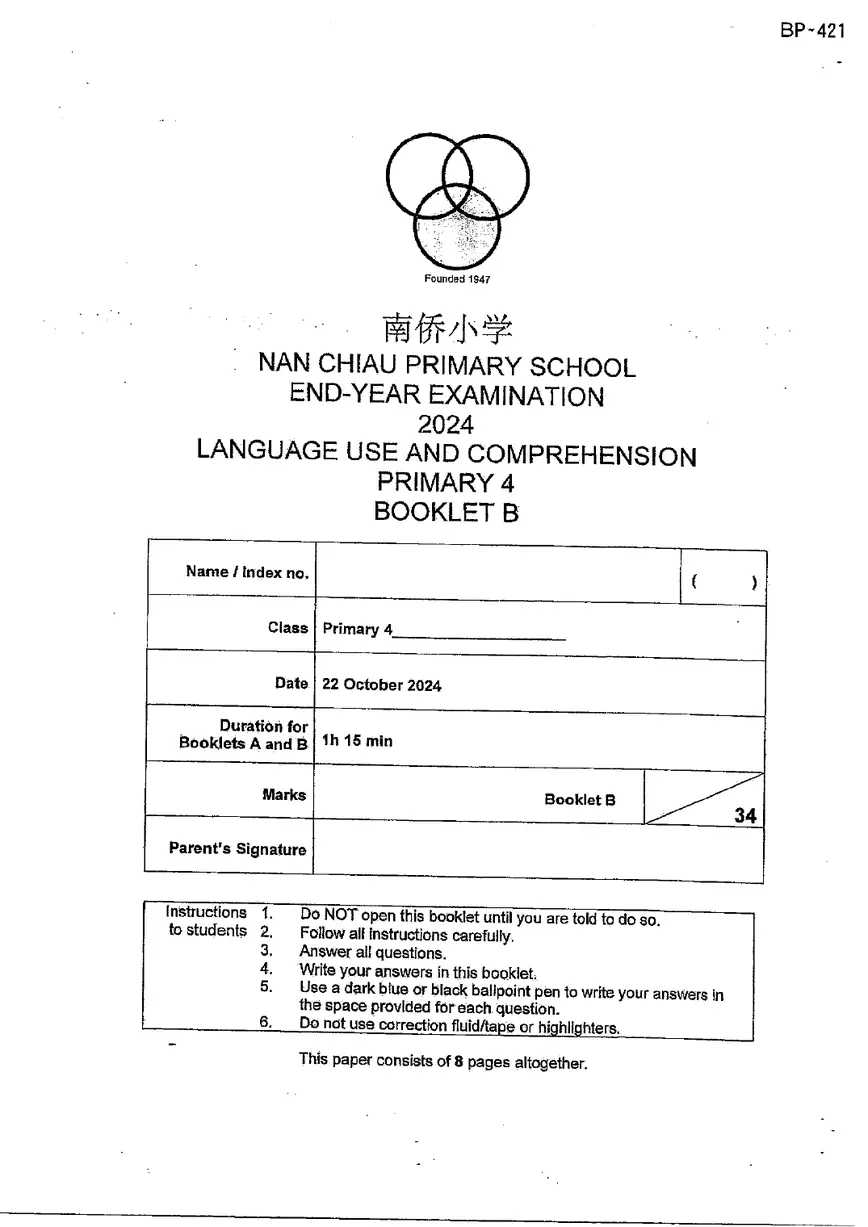 BP-421
Founded 1947
南侨小学
NAN CHIAU PRIMARY SCHOOL
END-YEAR EXAMINATION
2024
LANGUAGE USE AND COMPREHENSION
PRIMARY 4
BOOKLET B
Name / Index no. ( )
Class Primary 4____________________
Date 22 October 2024
Duration for
Booklets A and B 1h 15 min
Marks Booklet B 34
Parent's Signature
Instructions 1. Do NOT open this booklet until you are told to do so.
to students 2. Follow all instructions carefully.
3. Answer all questions.
4. Write your answers in this booklet.
5. Use a dark blue or black ballpoint pen to write your answers in
the space provided for each question.
6. Do not use correction fluid/tape or highlighters.
This paper consists of 8 pages altogether.